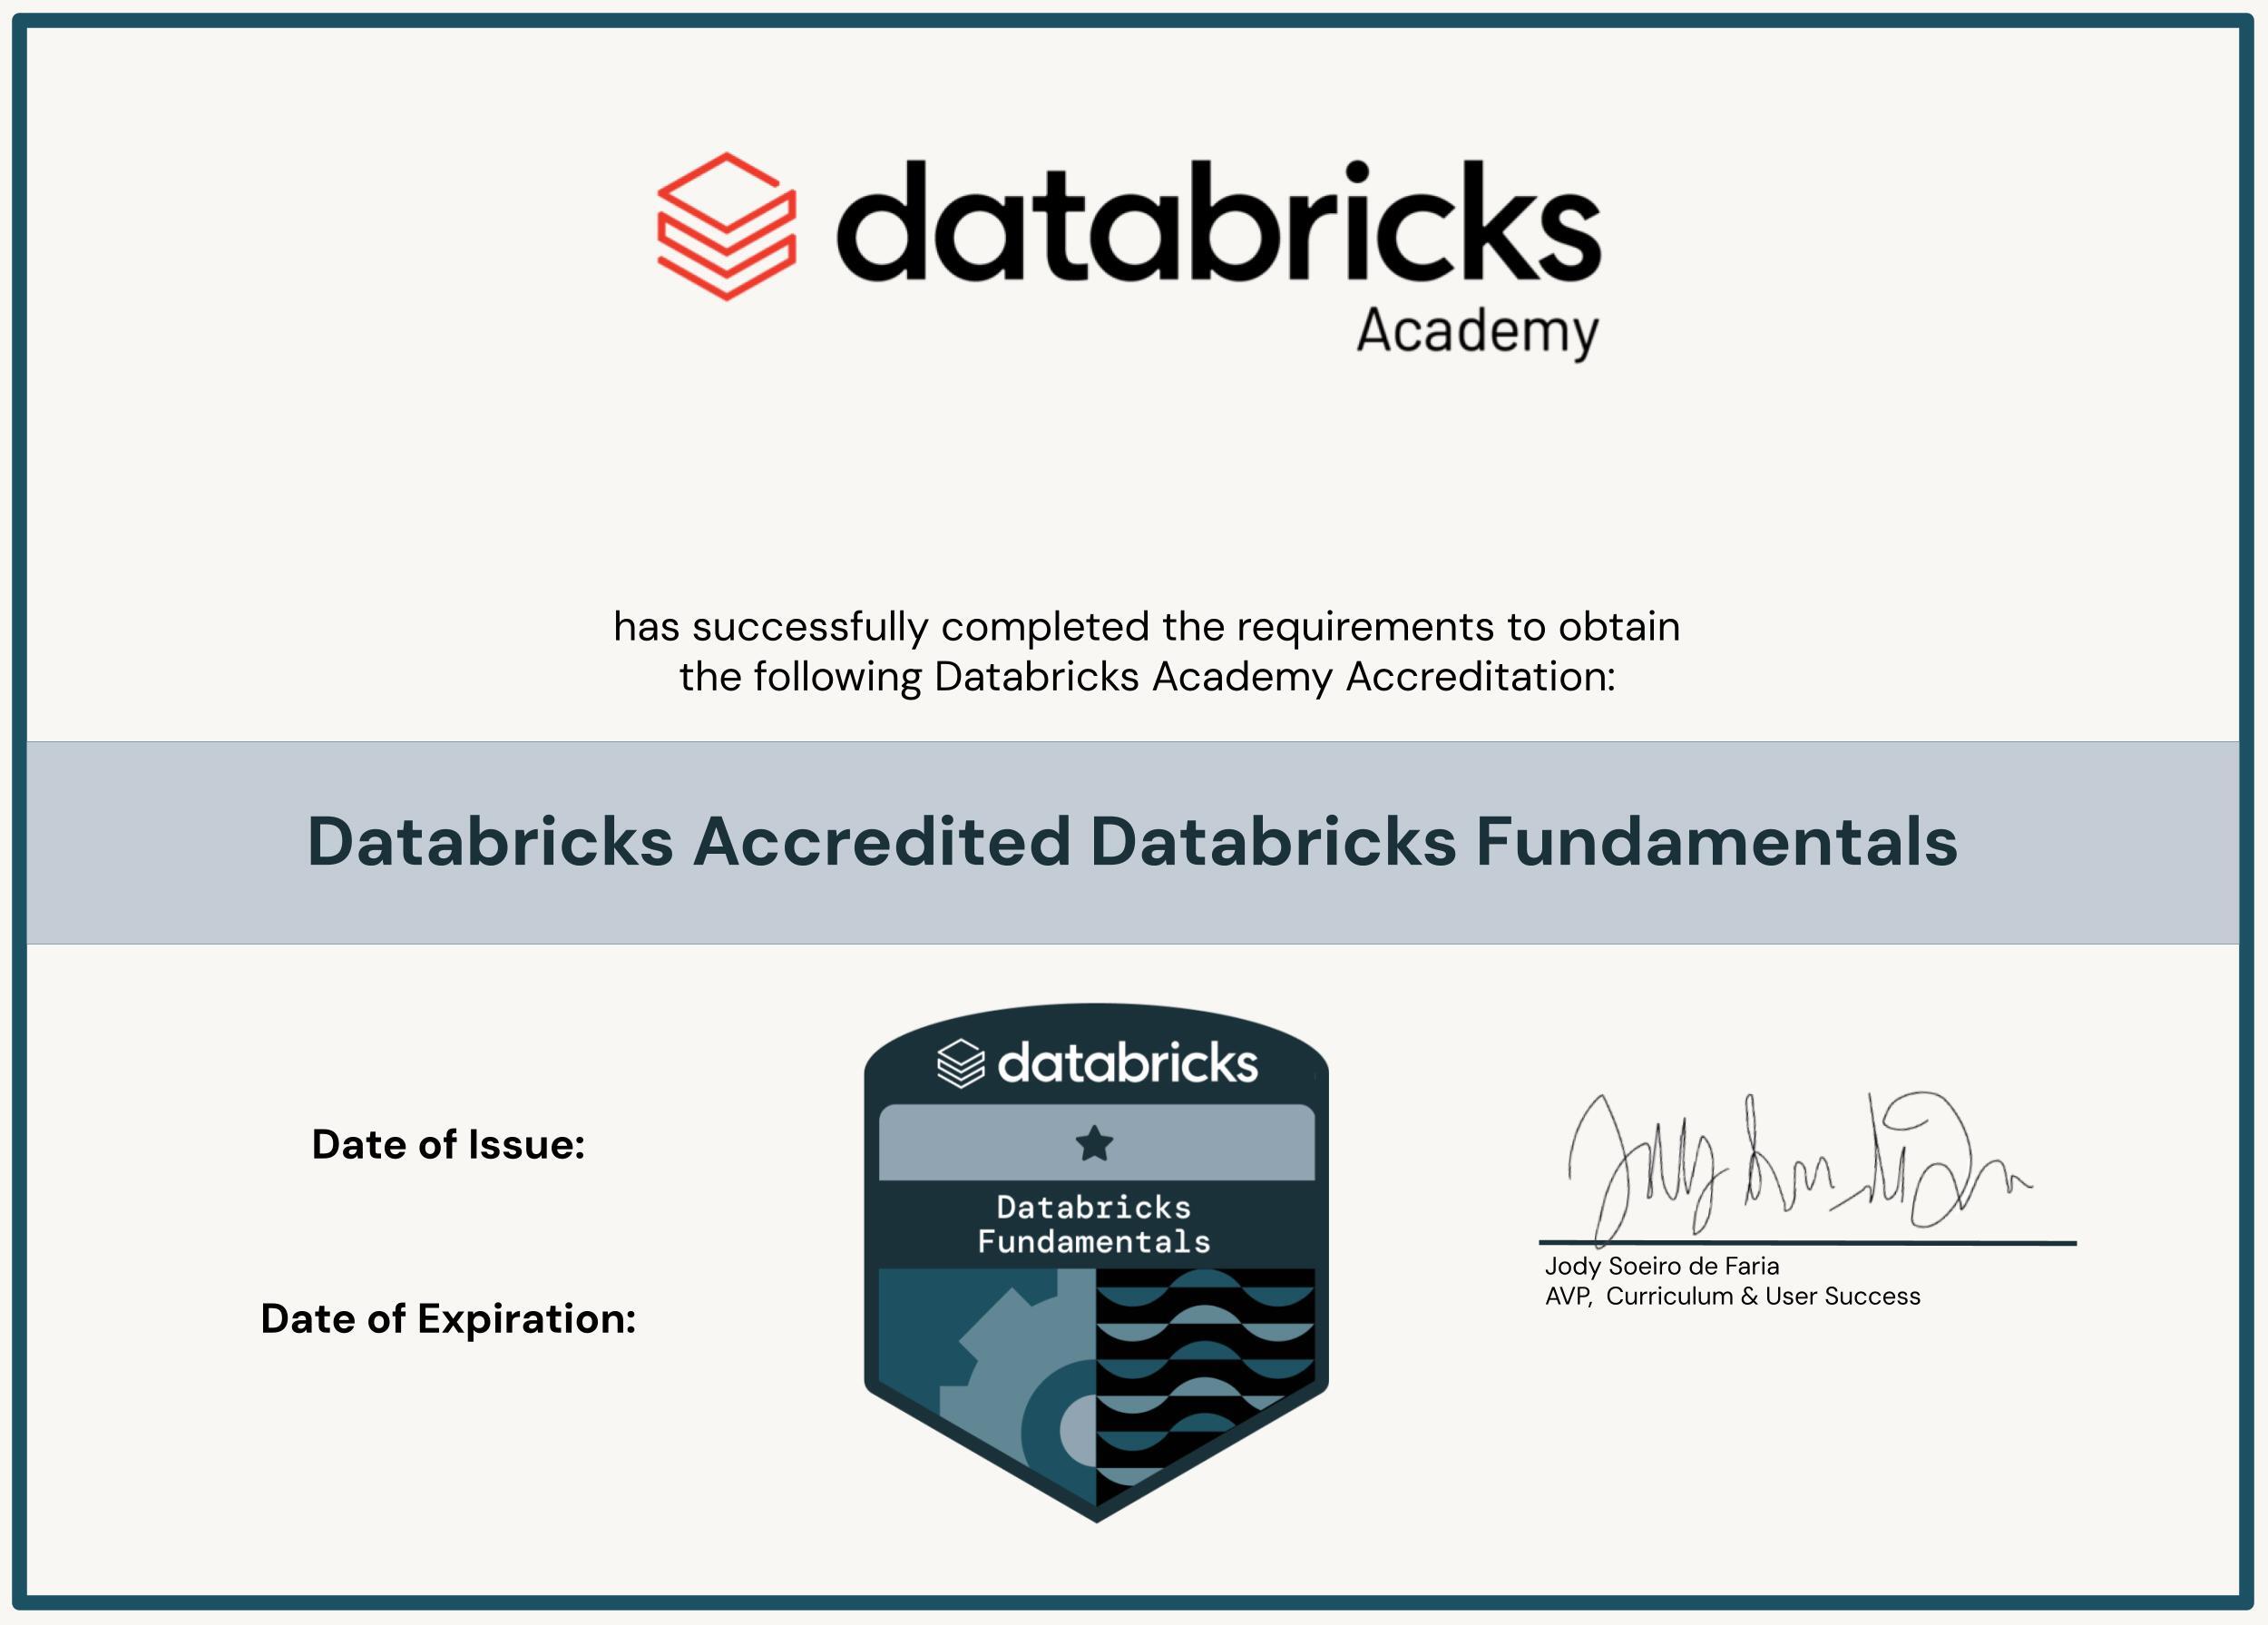 databricks
Academy
has successfully completed the requirements to obtain
the following Databricks Academy Accreditation:
Databricks Accredited Databricks Fundamentals
Date of Issue:
Date of Expiration:
databricks
Databricks
Fundamentals
Jody Soeiro de Faria
AVP, Curriculum & User Success